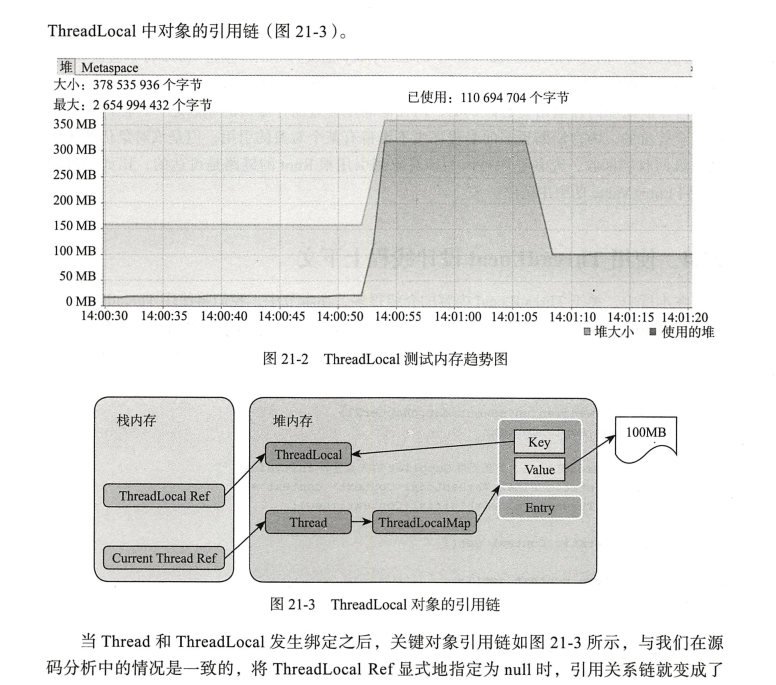 ThreadLocal 中对象的引用链（图 21-3）。
堆 Metaspace
大小：378 535 936 个字节
最大：2 654 994 432 个字节
已使用：110 694 704 个字节
350 MB
300 MB
250 MB
200 MB
150 MB
100 MB
50 MB
0 MB
14:00:30 14:00:35 14:00:40 14:00:45 14:00:50 14:00:55 14:01:00 14:01:05 14:01:10 14:01:15 14:01:20
堆大小 使用的堆
图 21-2 ThreadLocal 测试内存趋势图
栈内存
堆内存
Key
100MB
ThreadLocal
Value
ThreadLocal Ref
Entry
Thread
ThreadLocalMap
Current Thread Ref
图 21-3 ThreadLocal 对象的引用链
当 Thread 和 ThreadLocal 发生绑定之后，关键对象引用链如图 21-3 所示，与我们在源
码分析中的情况是一致的，将 ThreadLocal Ref 显式地指定为 null 时，引用关系链就变成了